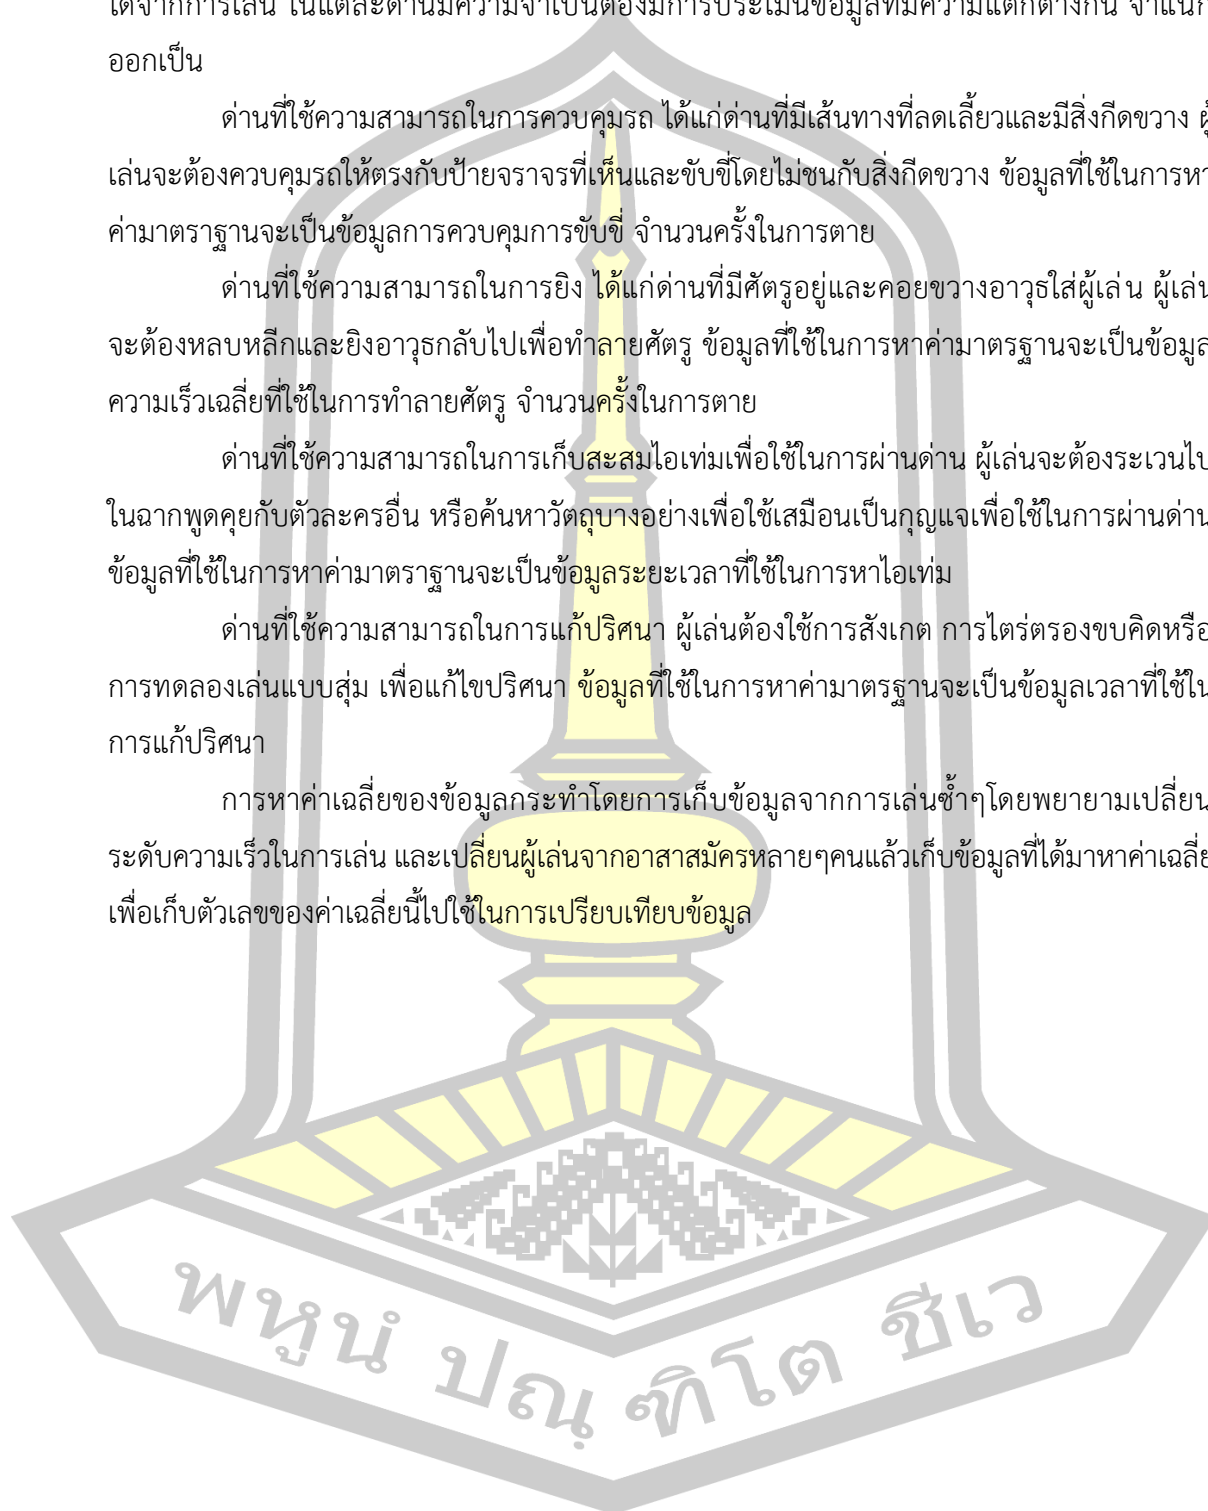 ได้จากการเล่น ในแต่ละด่านมีความจำเป็นต้องมีการประเมินข้อมูลที่มีความแตกต่างกัน จำแนก
ออกเป็น
ด่านที่ใช้ความสามารถในการควบคุมรถ ได้แก่ด่านที่มีเส้นทางที่ลดเลี้ยวและมีสิ่งกีดขวาง ผู้
เล่นจะต้องควบคุมรถให้ตรงกับป้ายจราจรที่เห็นและขับขี่โดยไม่ชนกับสิ่งกีดขวาง ข้อมูลที่ใช้ในการหา
ค่ามาตราฐานจะเป็นข้อมูลการควบคุมการขับขี่ จำนวนครั้งในการตาย
ด่านที่ใช้ความสามารถในการยิง ได้แก่ด่านที่มีศัตรูอยู่และคอยขวางอาวุธใส่ผู้เล่น ผู้เล่น
จะต้องหลบหลีกและยิงอาวุธกลับไปเพื่อทำลายศัตรู ข้อมูลที่ใช้ในการหาค่ามาตรฐานจะเป็นข้อมูล
ความเร็วเฉลี่ยที่ใช้ในการทำลายศัตรู จำนวนครั้งในการตาย
ด่านที่ใช้ความสามารถในการเก็บสะสมไอเท่มเพื่อใช้ในการผ่านด่าน ผู้เล่นจะต้องระเวนไป
ในฉากพูดคุยกับตัวละครอื่น หรือค้นหาวัตถุบางอย่างเพื่อใช้เสมือนเป็นกุญแจเพื่อใช้ในการผ่านด่าน
ข้อมูลที่ใช้ในการหาค่ามาตราฐานจะเป็นข้อมูลระยะเวลาที่ใช้ในการหาไอเท่ม
ด่านที่ใช้ความสามารถในการแก้ปริศนา ผู้เล่นต้องใช้การสังเกต การไตร่ตรองขบคิดหรือ
การทดลองเล่นแบบสุ่ม เพื่อแก้ไขปริศนา ข้อมูลที่ใช้ในการหาค่ามาตรฐานจะเป็นข้อมูลเวลาที่ใช้ใน
การแก้ปริศนา
การหาค่าเฉลี่ยของข้อมูลกระทำโดยการเก็บข้อมูลจากการเล่นซ้ำๆโดยพยายามเปลี่ยน
ระดับความเร็วในการเล่น และเปลี่ยนผู้เล่นจากอาสาสมัครหลายๆคนแล้วเก็บข้อมูลที่ได้มาหาค่าเฉลี่ย
เพื่อเก็บตัวเลขของค่าเฉลี่ยนี้ไปใช้ในการเปรียบเทียบข้อมูล
พหูนํ ปณฺฑิโต ชีเว